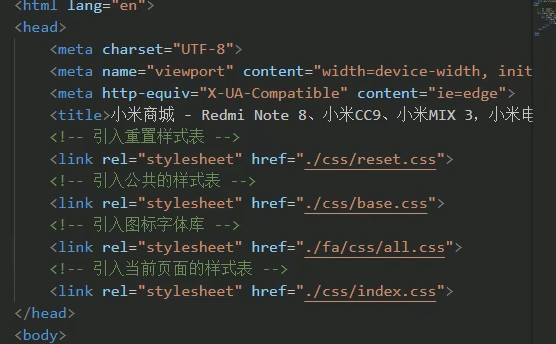 <html lang="en">
<head>
<meta charset="UTF-8">
<meta name="viewport" content="width=device-width, init
<meta http-equiv="X-UA-Compatible" content="ie=edge">
<title>小米商城 - Redmi Note 8、小米CC9、小米MIX 3，小米电
<!-- 引入重置样式表 -->
<link rel="stylesheet" href="./css/reset.css">
<!-- 引入公共的样式表 -->
<link rel="stylesheet" href="./css/base.css">
<!-- 引入图标字体库 -->
<link rel="stylesheet" href="./fa/css/all.css">
<!-- 引入当前页面的样式表 -->
<link rel="stylesheet" href="./css/index.css">
</head>
<body>